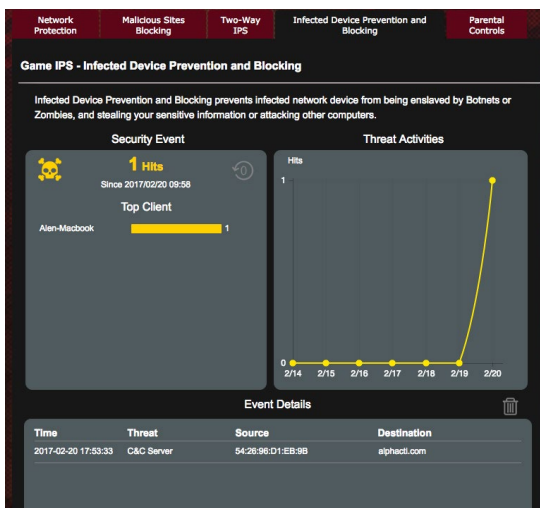 Network Protection
Malicious Sites Blocking
Two-Way IPS
Infected Device Prevention and Blocking
Parental Controls
Game IPS - Infected Device Prevention and Blocking
Infected Device Prevention and Blocking prevents infected network device from being enslaved by Botnets or
Zombies, and stealing your sensitive information or attacking other computers.
Security Event
1 Hits
0
Since 2017/02/20 09:58
Top Client
Alen-Macbook 1
Threat Activities
Hits
1
0
2/14 2/15 2/16 2/17 2/18 2/19 2/20
Event Details
Time Threat Source Destination
2017-02-20 17:53:33 C&C Server 54:26:96:D1:EB:9B alphacti.com